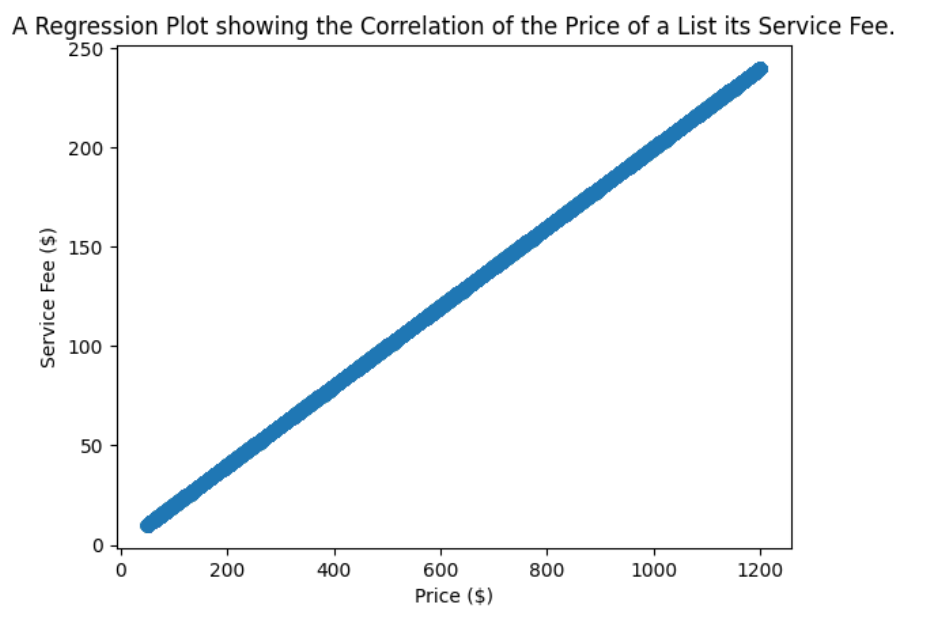 A Regression Plot showing the Correlation of the Price of a List its Service Fee.
250
200
150
100
50
0
Service Fee ($)
0 200 400 600 800 1000 1200
Price ($)